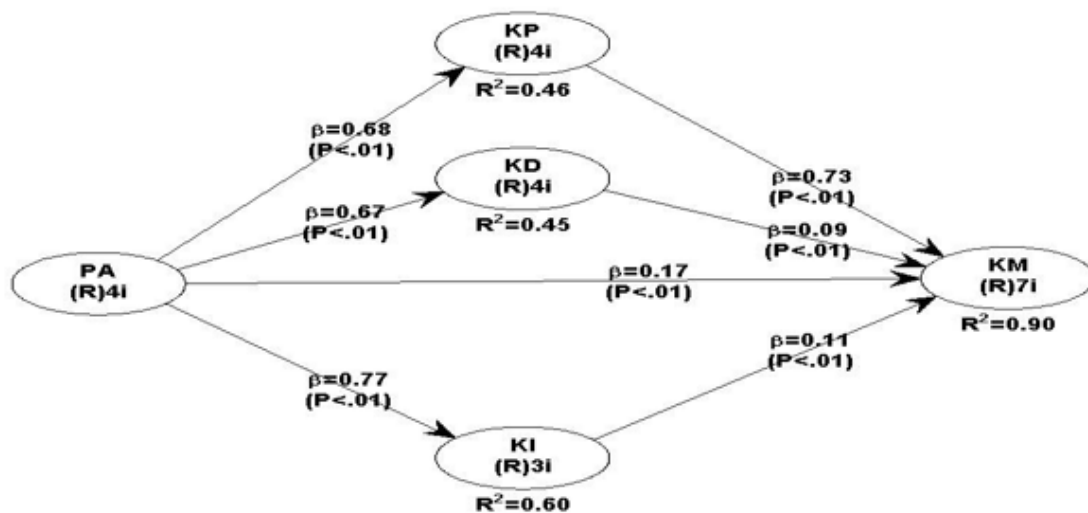 KP
(R)4i
R²=0.46
β=0.68
(P<.01)
KD
(R)4i
R²=0.45
β=0.67
(P<.01)
β=0.73
(P<.01)
β=0.09
(P<.01)
PA
(R)4i
β=0.17
(P<.01)
KM
(R)7i
R²=0.90
β=0.11
(P<.01)
β=0.77
(P<.01)
KI
(R)3i
R²=0.60